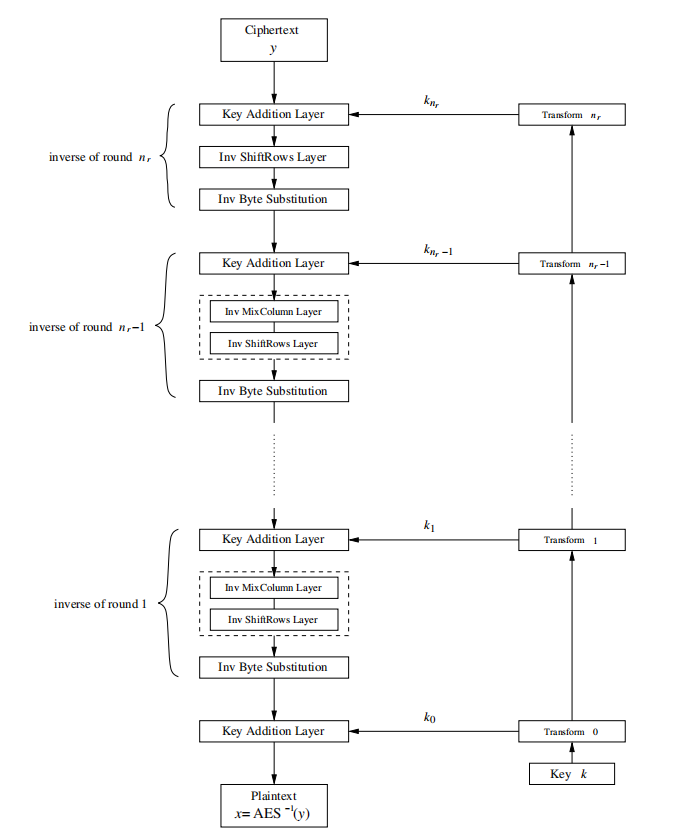 Ciphertext
y
k_{n_r}
Key Addition Layer
Transform n_r
Inv ShiftRows Layer
inverse of round n_r
Inv Byte Substitution
k_{n_r -1}
Key Addition Layer
Transform n_r-1
Inv MixColumn Layer
inverse of round n_r-1
Inv ShiftRows Layer
Inv Byte Substitution
k_1
Key Addition Layer
Transform 1
Inv MixColumn Layer
inverse of round 1
Inv ShiftRows Layer
Inv Byte Substitution
k_0
Key Addition Layer
Transform 0
Key k
Plaintext
x= AES^{-1}(y)